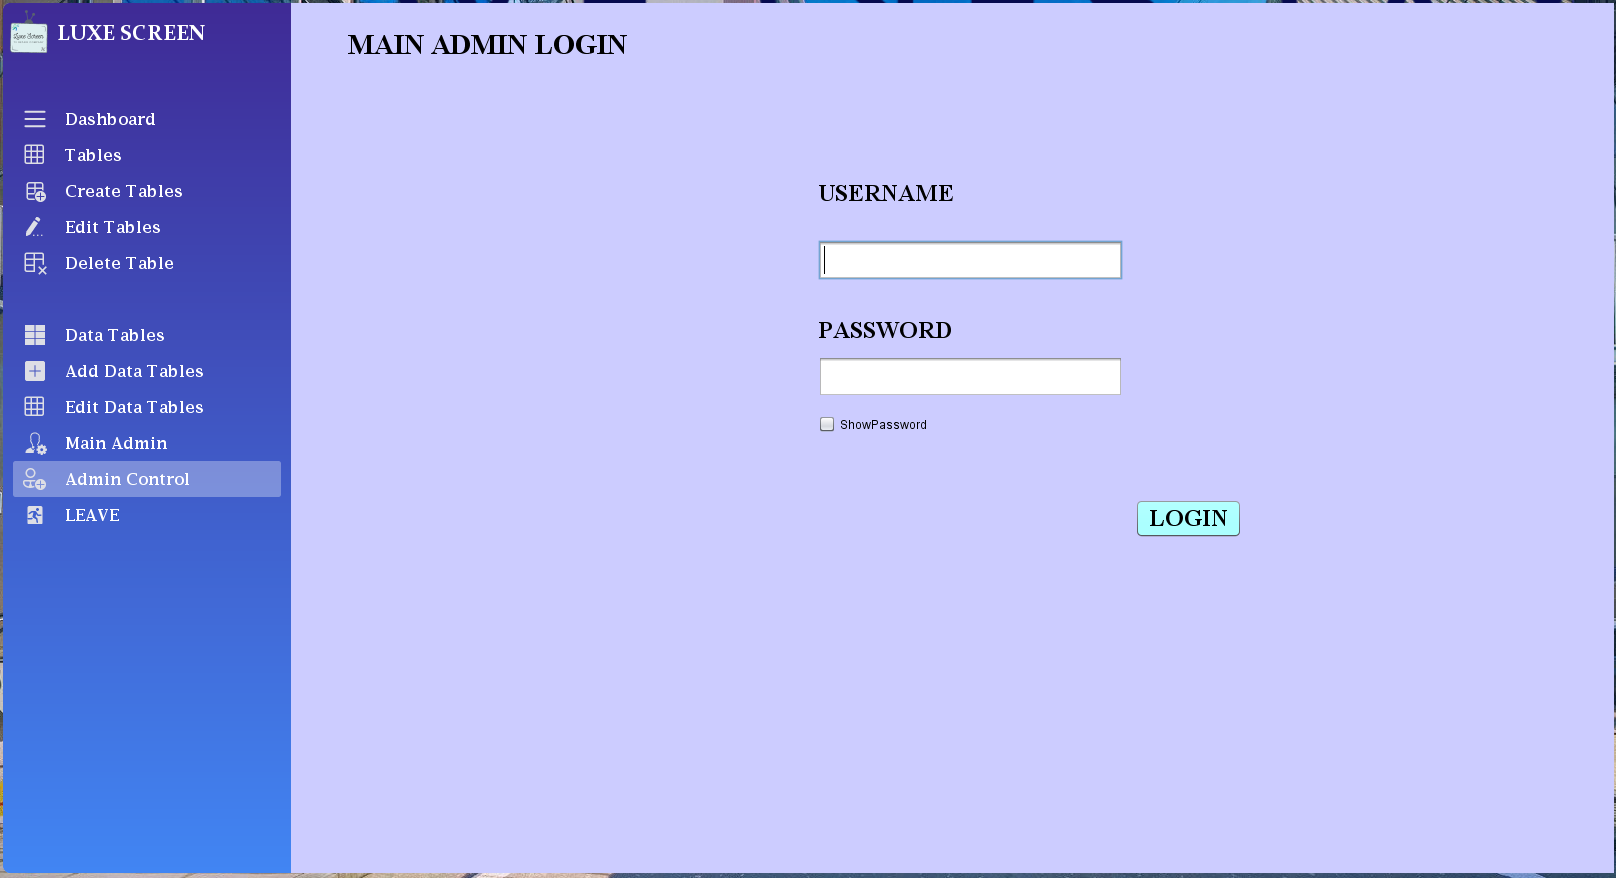 Luxe Screen
LUXE SCREEN
Dashboard
Tables
Create Tables
Edit Tables
Delete Table
Data Tables
Add Data Tables
Edit Data Tables
Main Admin
Admin Control
LEAVE
MAIN ADMIN LOGIN
USERNAME
PASSWORD
ShowPassword
LOGIN